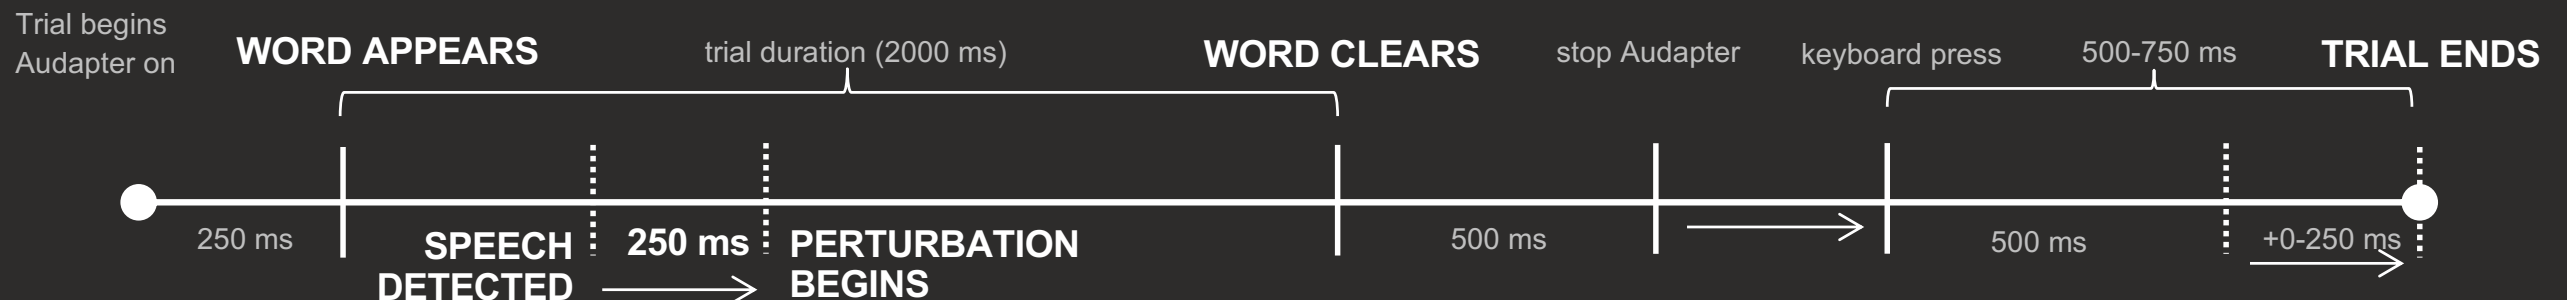 Trial begins
Audapter on
WORD APPEARS
trial duration (2000 ms)
WORD CLEARS
stop Audapter
keyboard press
500-750 ms
TRIAL ENDS
250 ms
SPEECH
DETECTED
250 ms
PERTURBATION
BEGINS
500 ms
500 ms
+0-250 ms